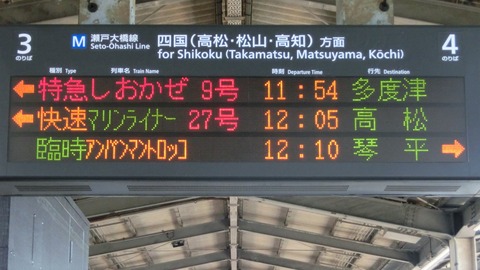 3 のりば M 瀬戸大橋線 Seto-Ōhashi Line 四国(高松・松山・高知) 方面 for Shikoku (Takamatsu, Matsuyama, Kōchi) 4 のりば
種別 Type 列車名 Train Name 時刻 Departure Time 行先 Destination
← 特急 しおかぜ 9号 11:54 多度津
← 快速 マリンライナー 27号 12:05 高松
臨時 アンパンマントロッコ 12:10 琴平 →